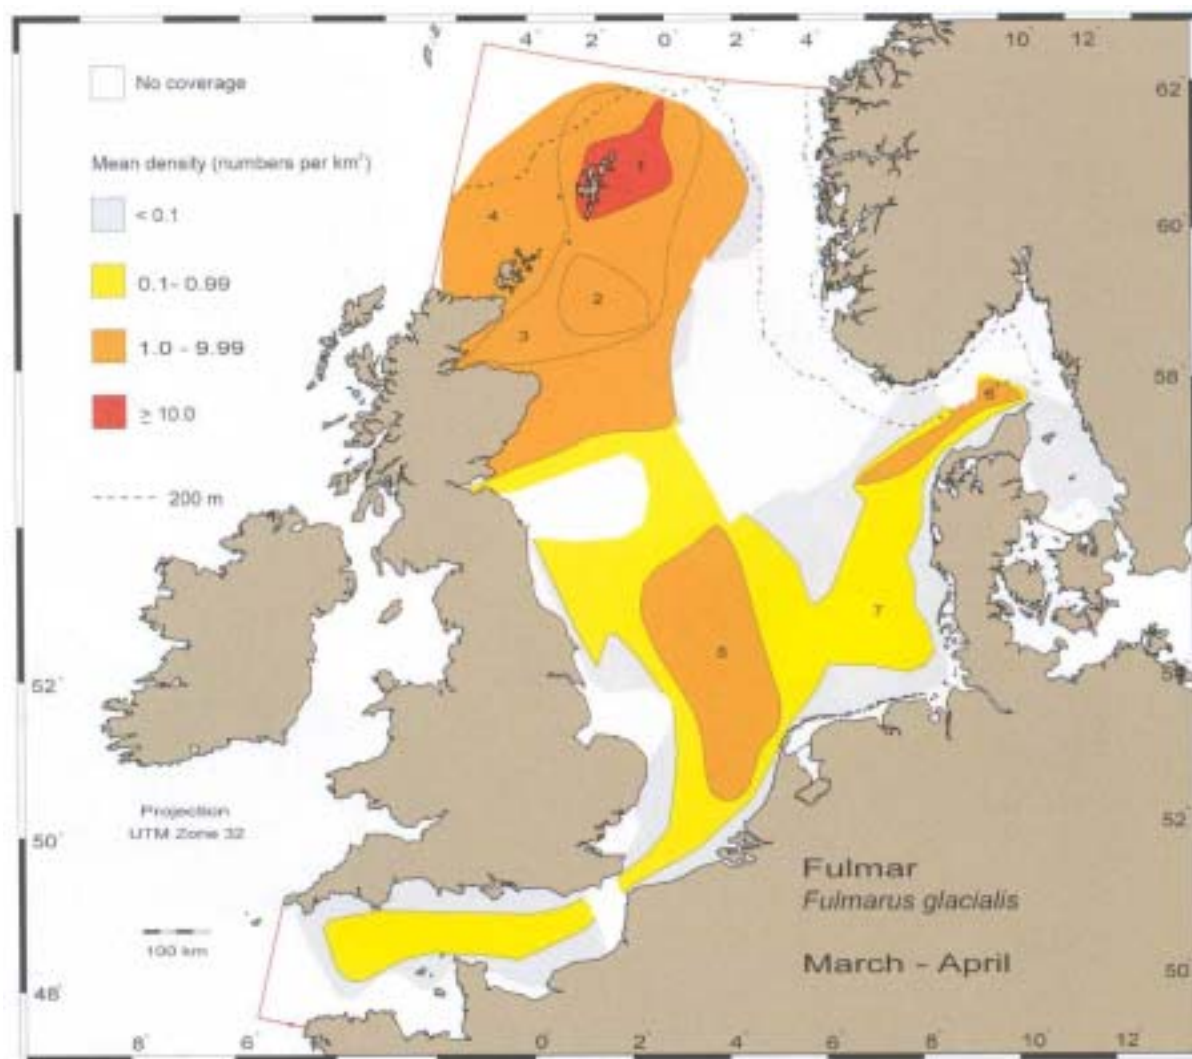 4° 2° 0° 2° 4° 10° 12°
No coverage
62°
Mean density (numbers per km²)
1
< 0.1
4
60°
0.1- 0.99
2
3
1.0 - 9.99
58°
6
≥ 10.0
200 m
7
5
52°
Projection
UTM Zone 32
52°
50°
Fulmar
Fulmarus glacialis
100 km
March - April
50°
48°
8° 6° 0° 2° 4° 6° 8° 10° 12°